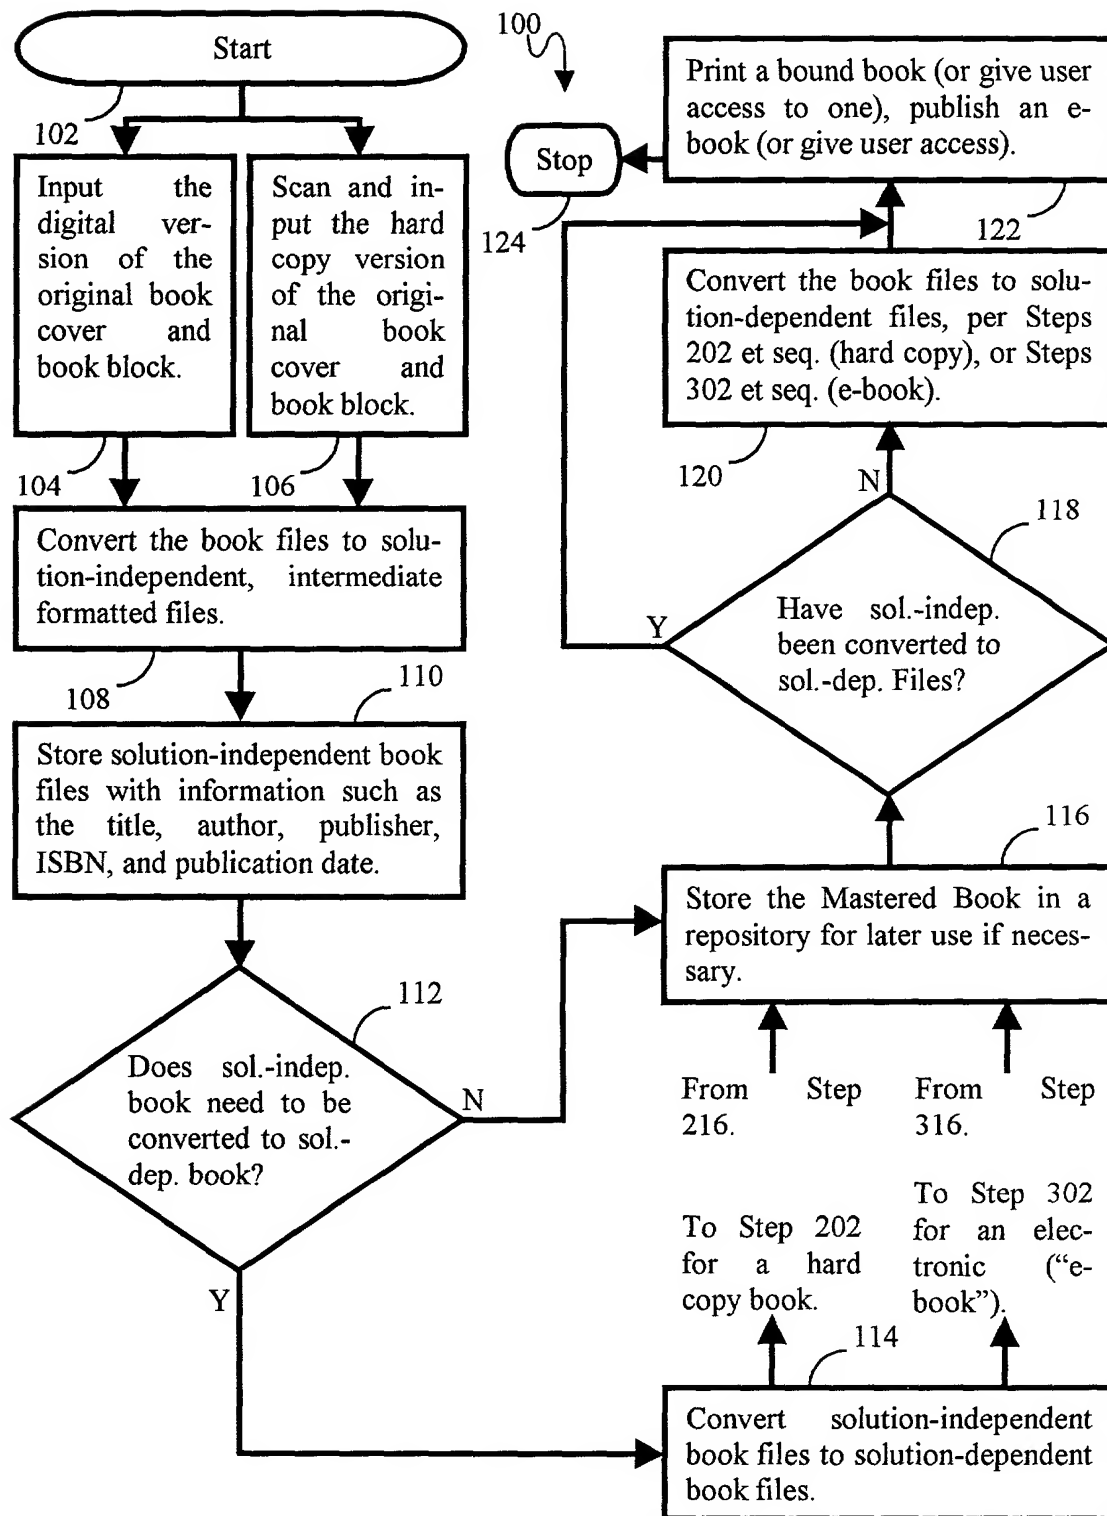 Start
102
Input the
digital ver-
sion of the
original book
cover and
book block.
104
Scan and in-
put the hard
copy version
of the origi-
nal book
cover and
book block.
106
Convert the book files to solu-
tion-independent, intermediate
formatted files.
108
110
Store solution-independent book
files with information such as
the title, author, publisher,
ISBN, and publication date.
112
Does sol.-indep.
book need to be
converted to sol.-
dep. book?
N
Y
100
Print a bound book (or give user
access to one), publish an e-
book (or give user access).
122
Stop
124
Convert the book files to solu-
tion-dependent files, per Steps
202 et seq. (hard copy), or Steps
302 et seq. (e-book).
120
N
118
Have sol.-indep.
been converted to
sol.-dep. Files?
Y
116
Store the Mastered Book in a
repository for later use if neces-
sary.
From Step
216.
From Step
316.
To Step 202
for a hard
copy book.
To Step 302
for an elec-
tronic ("e-
book").
114
Convert solution-independent
book files to solution-dependent
book files.